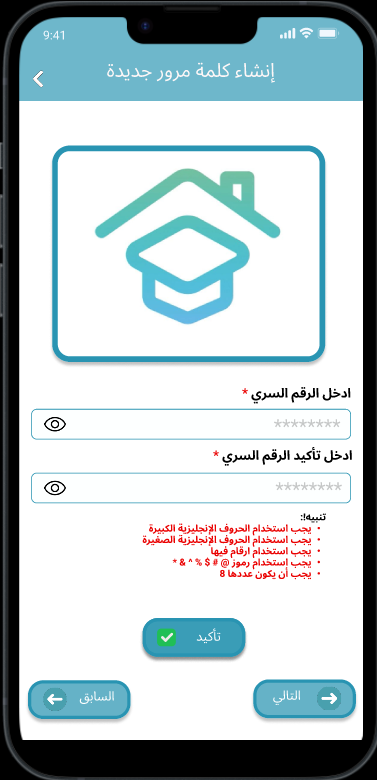 9:41
إنشاء كلمة مرور جديدة
ادخل الرقم السري *
********
ادخل تأكيد الرقم السري *
********
تنبيه!:
• يجب استخدام الحروف الإنجليزية الكبيرة
• يجب استخدام الحروف الإنجليزية الصغيرة
• يجب استخدام ارقام فيها
• يجب استخدام رموز @ # $ % ^ & *
• يجب أن يكون عددها 8
تأكيد
التالي
السابق